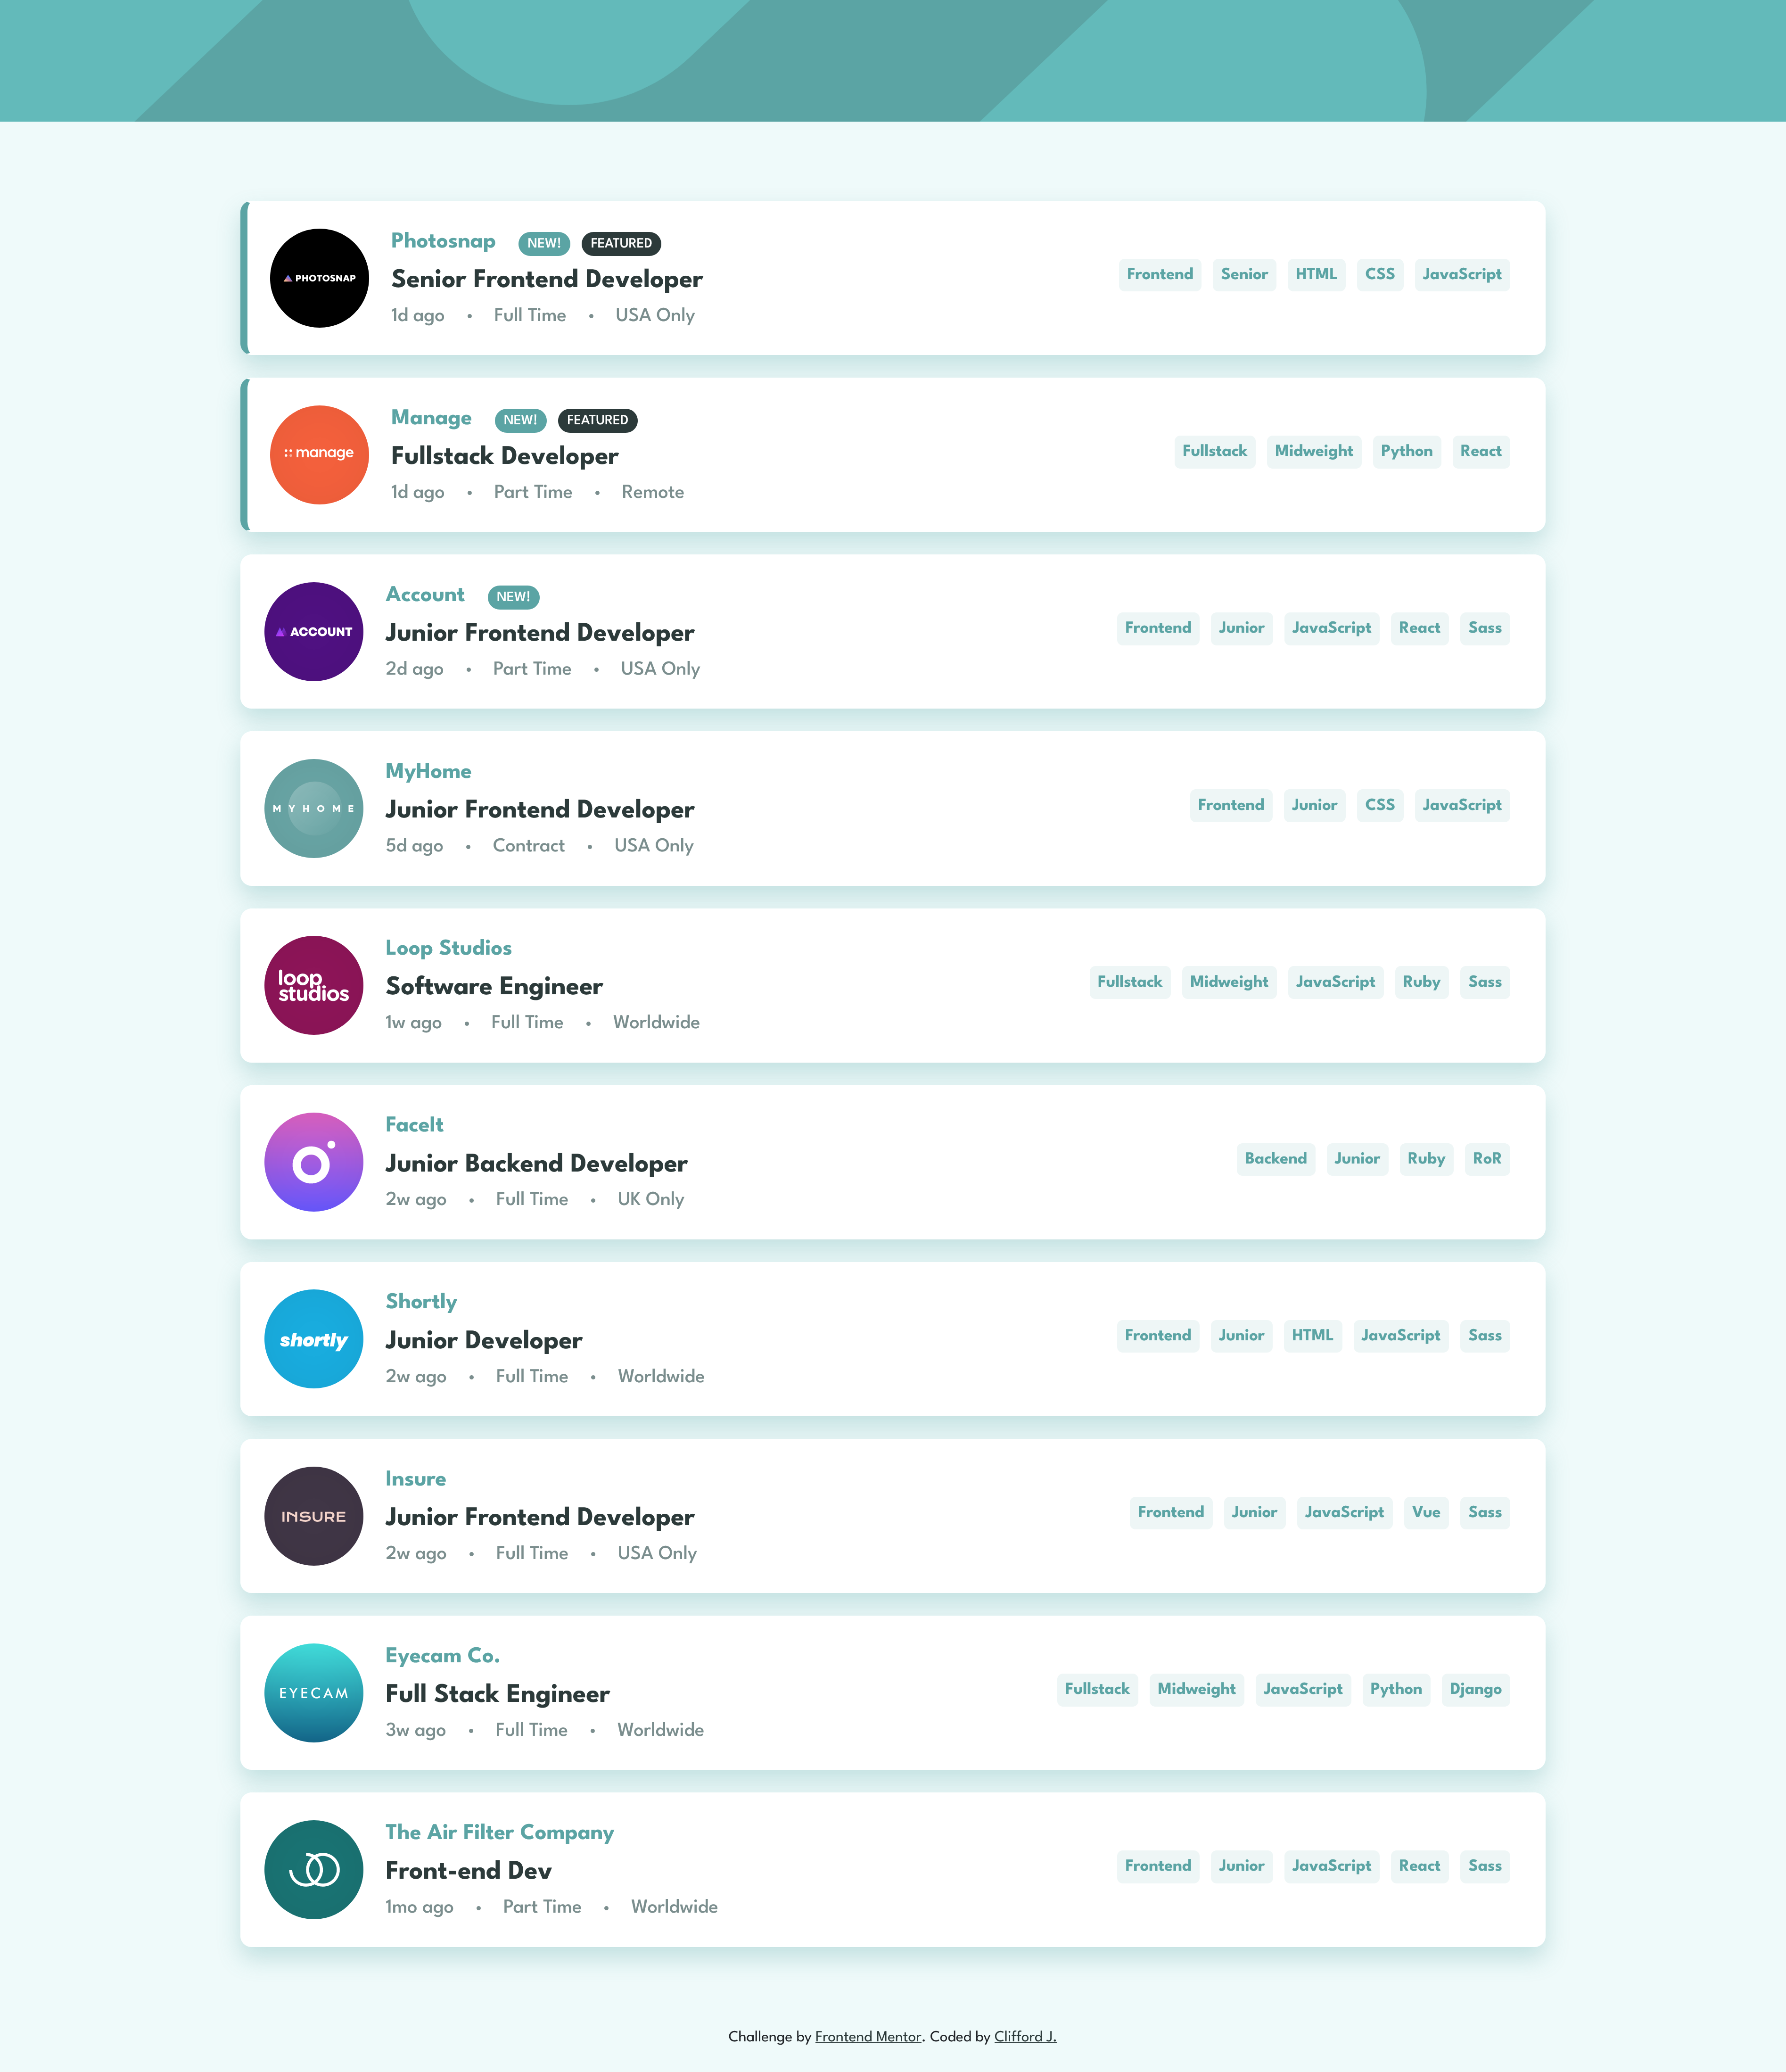 PHOTOSNAP
Photosnap NEW! FEATURED
Senior Frontend Developer
1d ago • Full Time • USA Only
Frontend Senior HTML CSS JavaScript
manage
Manage NEW! FEATURED
Fullstack Developer
1d ago • Part Time • Remote
Fullstack Midweight Python React
ACCOUNT
Account NEW!
Junior Frontend Developer
2d ago • Part Time • USA Only
Frontend Junior JavaScript React Sass
MYHOME
MyHome
Junior Frontend Developer
5d ago • Contract • USA Only
Frontend Junior CSS JavaScript
loop
studios
Loop Studios
Software Engineer
1w ago • Full Time • Worldwide
Fullstack Midweight JavaScript Ruby Sass
FaceIt
Junior Backend Developer
2w ago • Full Time • UK Only
Backend Junior Ruby RoR
shortly
Shortly
Junior Developer
2w ago • Full Time • Worldwide
Frontend Junior HTML JavaScript Sass
INSURE
Insure
Junior Frontend Developer
2w ago • Full Time • USA Only
Frontend Junior JavaScript Vue Sass
EYECAM
Eyecam Co.
Full Stack Engineer
3w ago • Full Time • Worldwide
Fullstack Midweight JavaScript Python Django
The Air Filter Company
Front-end Dev
1mo ago • Part Time • Worldwide
Frontend Junior JavaScript React Sass
Challenge by Frontend Mentor. Coded by Clifford J.